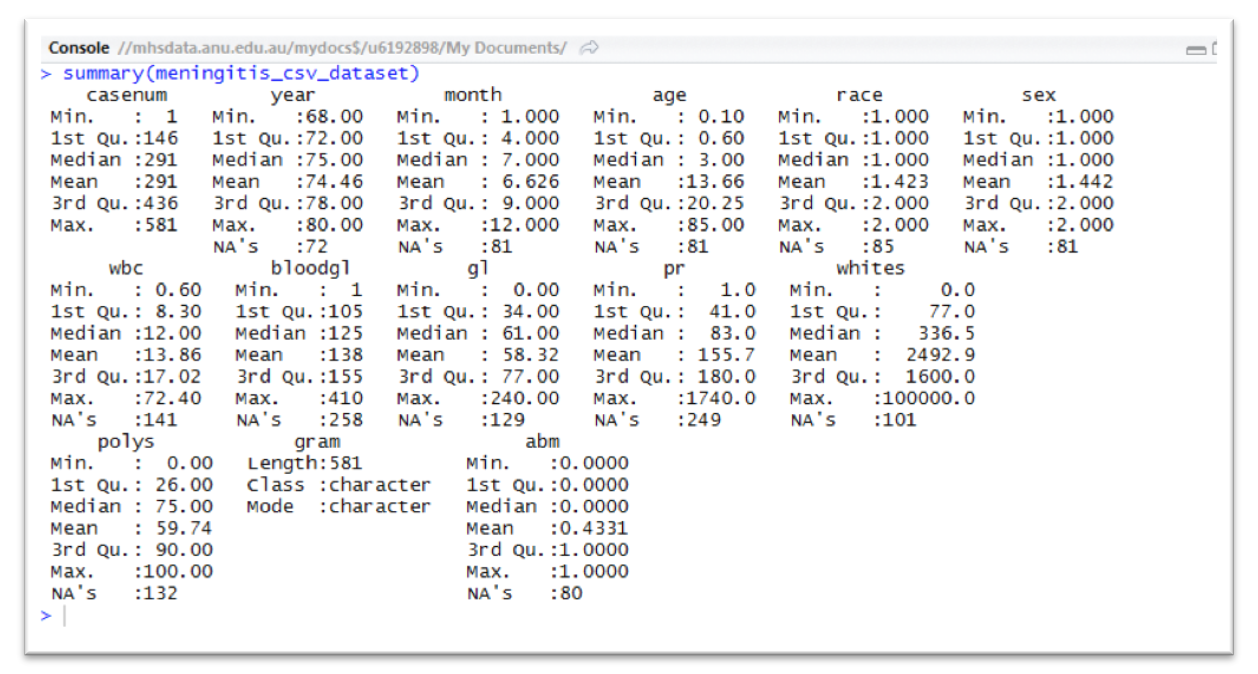 Console //mhsdata.anu.edu.au/mydocs$/u6192898/My Documents/
> summary(meningitis_csv_dataset)
casenum year month age race sex
Min. : 1 Min. :68.00 Min. : 1.000 Min. : 0.10 Min. :1.000 Min. :1.000
1st Qu.:146 1st Qu.:72.00 1st Qu.: 4.000 1st Qu.: 0.60 1st Qu.:1.000 1st Qu.:1.000
Median :291 Median :75.00 Median : 7.000 Median : 3.00 Median :1.000 Median :1.000
Mean :291 Mean :74.46 Mean : 6.626 Mean :13.66 Mean :1.423 Mean :1.442
3rd Qu.:436 3rd Qu.:78.00 3rd Qu.: 9.000 3rd Qu.:20.25 3rd Qu.:2.000 3rd Qu.:2.000
Max. :581 Max. :80.00 Max. :12.000 Max. :85.00 Max. :2.000 Max. :2.000
NA's :72 NA's :81 NA's :81 NA's :85 NA's :81
wbc bloodgl gl pr whites
Min. : 0.60 Min. : 1 Min. : 0.00 Min. : 1.0 Min. : 0.0
1st Qu.: 8.30 1st Qu.:105 1st Qu.: 34.00 1st Qu.: 41.0 1st Qu.: 77.0
Median :12.00 Median :125 Median : 61.00 Median : 83.0 Median : 336.5
Mean :13.86 Mean :138 Mean : 58.32 Mean : 155.7 Mean : 2492.9
3rd Qu.:17.02 3rd Qu.:155 3rd Qu.: 77.00 3rd Qu.: 180.0 3rd Qu.: 1600.0
Max. :72.40 Max. :410 Max. :240.00 Max. :1740.0 Max. :100000.0
NA's :141 NA's :258 NA's :129 NA's :249 NA's :101
polys gram abm
Min. : 0.00 Length:581 Min. :0.0000
1st Qu.: 26.00 Class :character 1st Qu.:0.0000
Median : 75.00 Mode :character Median :0.0000
Mean : 59.74 Mean :0.4331
3rd Qu.: 90.00 3rd Qu.:1.0000
Max. :100.00 Max. :1.0000
NA's :132 NA's :80
>